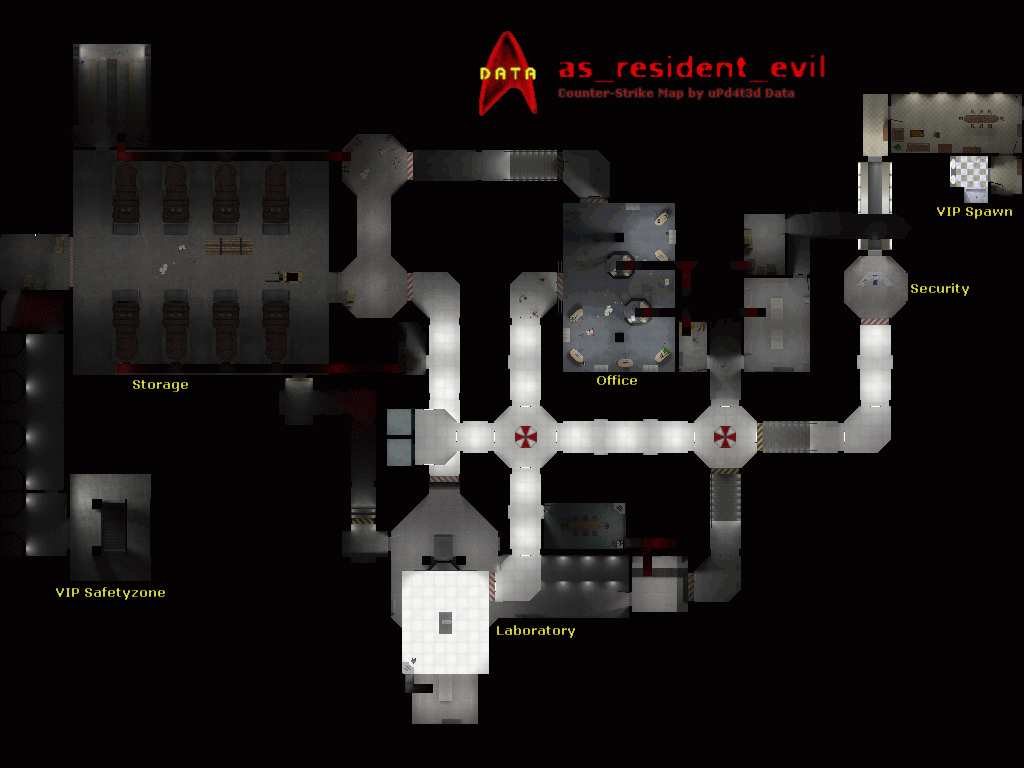 DATA
as_resident_evil
Counter-Strike Map by uPd4t3d Data
VIP Spawn
Security
Storage
Office
VIP Safetyzone
Laboratory